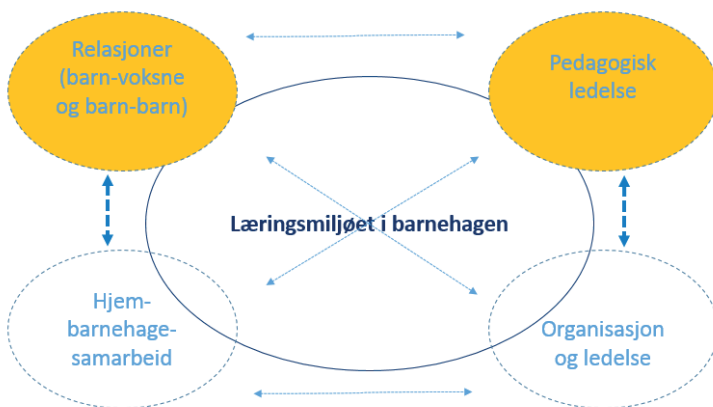 Relasjoner
(barn-voksne
og barn-barn)
Pedagogisk
ledelse
Læringsmiljøet i barnehagen
Hjem-
barnehage-
samarbeid
Organisasjon
og ledelse